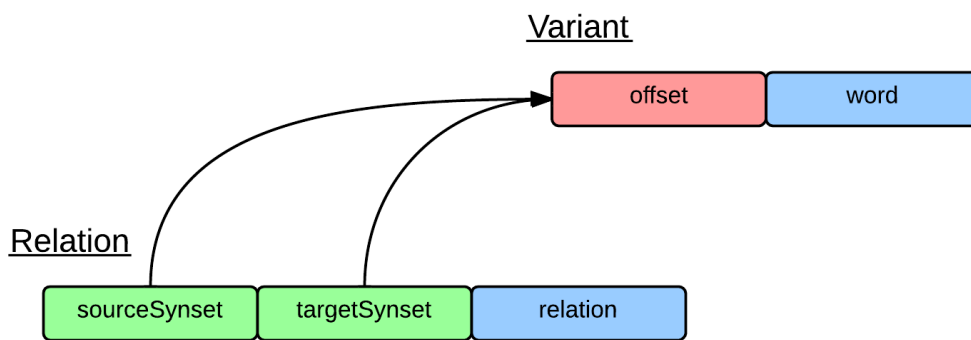 Variant
offset word
Relation
sourceSynset targetSynset relation